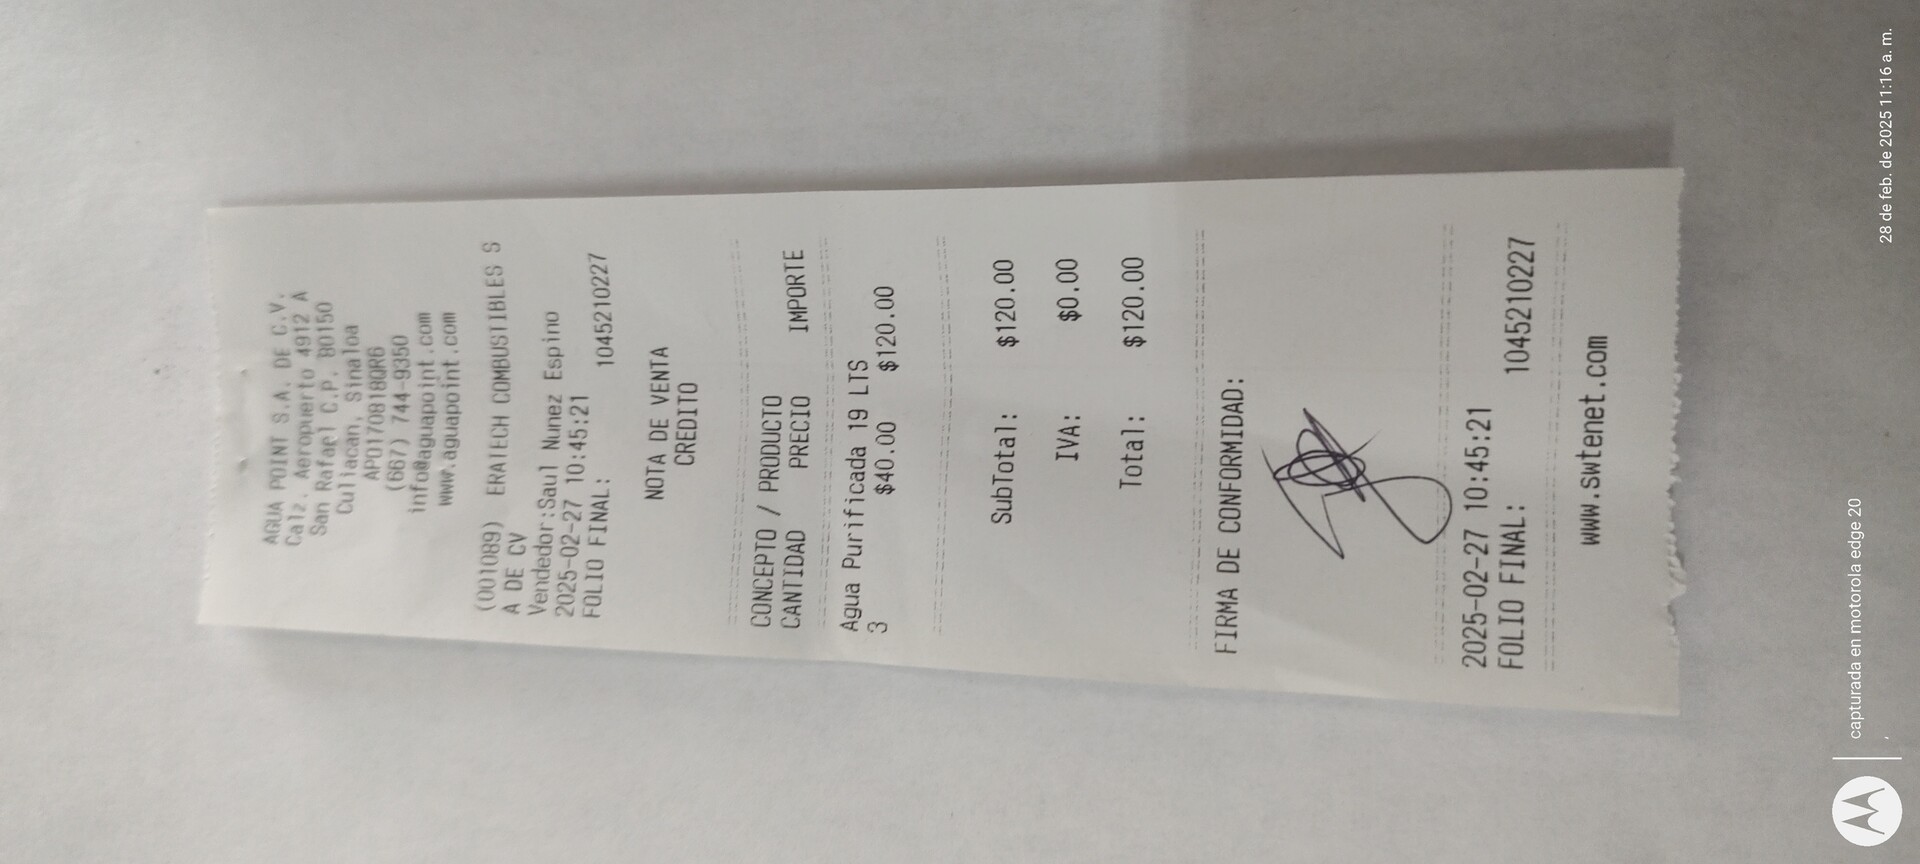 AGUA POINT S.A. DE C.V.
Calz. Aeropuerto 4912 A
San Rafael C.P. 80150
Culiacan, Sinaloa
APO170818QR6
(667) 744-9350
info@aguapoint.com
www.aguapoint.com
(001089) ERATECH COMBUSTIBLES S
A DE CV
Vendedor:Saul Nunez Espino
2025-02-27 10:45:21
FOLIO FINAL: 1045210227
NOTA DE VENTA
CREDITO
CONCEPTO / PRODUCTO
CANTIDAD PRECIO IMPORTE
Agua Purificada 19 LTS
3 $40.00 $120.00
SubTotal: $120.00
IVA: $0.00
Total: $120.00
FIRMA DE CONFORMIDAD:
2025-02-27 10:45:21
FOLIO FINAL: 1045210227
www.swtenet.com
capturada en motorola edge 20
28 de feb. de 2025 11:16 a. m.